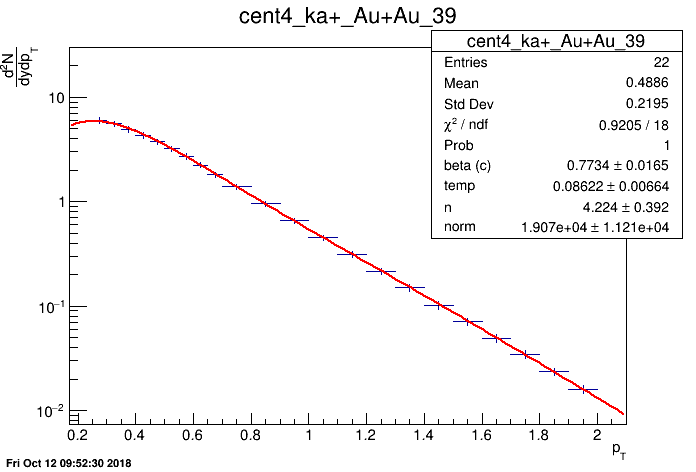 cent4_ka+_Au+Au_39
d²N
dydp_T
cent4_ka+_Au+Au_39
Entries 22
Mean 0.4886
Std Dev 0.2195
χ² / ndf 0.9205 / 18
Prob 1
beta (c) 0.7734 ± 0.0165
temp 0.08622 ± 0.00664
n 4.224 ± 0.392
norm 1.907e+04 ± 1.121e+04
10
1
10⁻¹
10⁻²
0.2 0.4 0.6 0.8 1 1.2 1.4 1.6 1.8 2
p_T
Fri Oct 12 09:52:30 2018